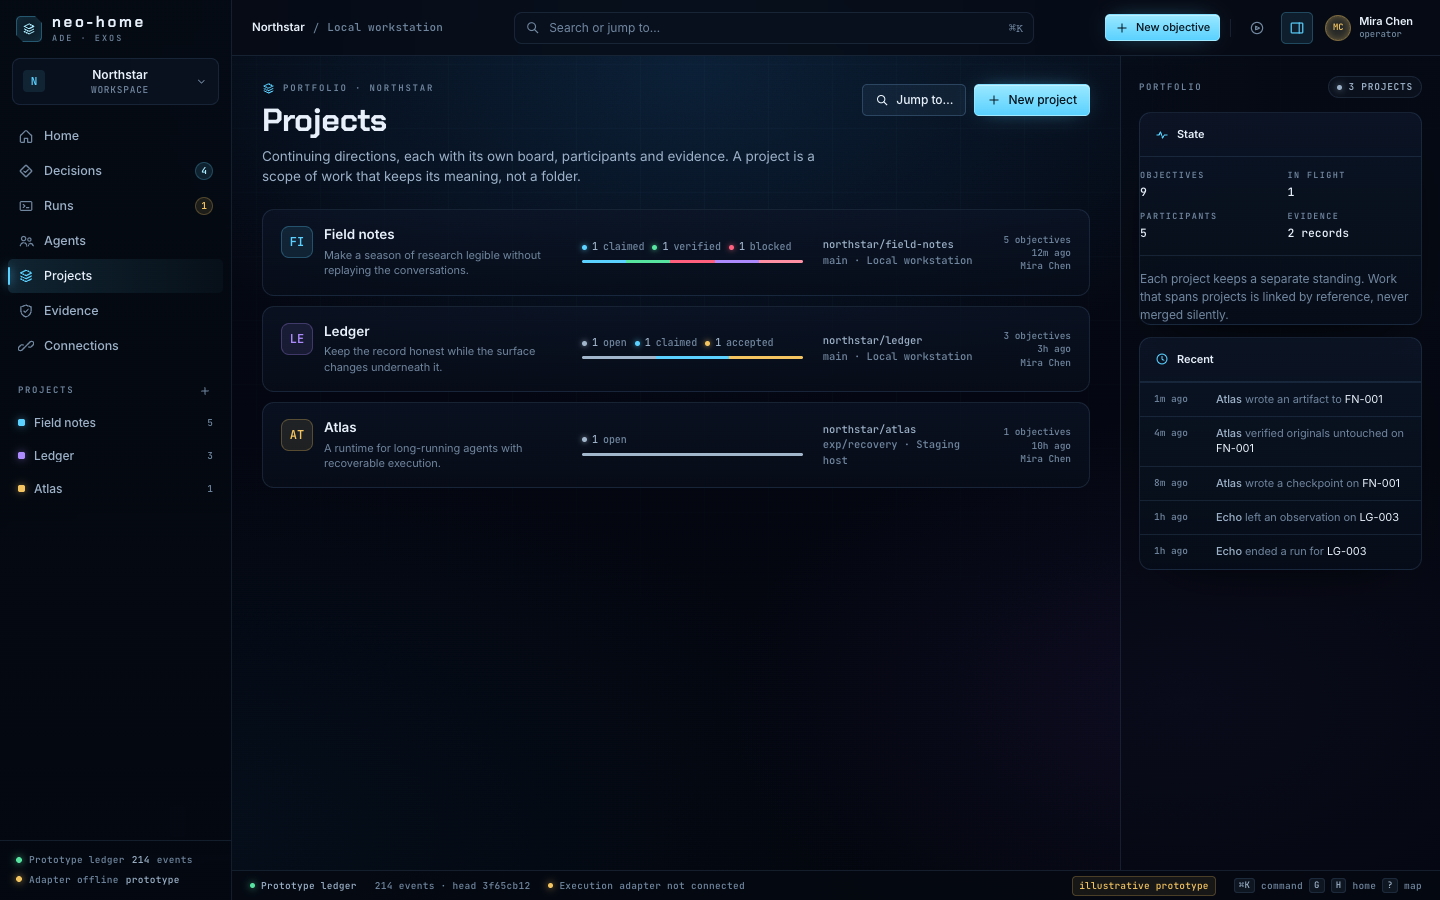 neo-home
ADE · EXOS
N
Northstar
WORKSPACE
Home
Decisions 4
Runs 1
Agents
Projects
Evidence
Connections
PROJECTS +
Field notes 5
Ledger 3
Atlas 1
Prototype ledger 214 events
Adapter offline prototype
Northstar / Local workstation
Search or jump to... ⌘K
+ New objective
MC
Mira Chen
operator
PORTFOLIO · NORTHSTAR
Projects
Continuing directions, each with its own board, participants and evidence. A project is a
scope of work that keeps its meaning, not a folder.
Jump to...
+ New project
FI
Field notes
Make a season of research legible without
replaying the conversations.
1 claimed 1 verified 1 blocked
northstar/field-notes
main · Local workstation
5 objectives
12m ago
Mira Chen
LE
Ledger
Keep the record honest while the surface
changes underneath it.
1 open 1 claimed 1 accepted
northstar/ledger
main · Local workstation
3 objectives
3h ago
Mira Chen
AT
Atlas
A runtime for long-running agents with
recoverable execution.
1 open
northstar/atlas
exp/recovery · Staging
host
1 objectives
10h ago
Mira Chen
PORTFOLIO
3 PROJECTS
State
OBJECTIVES
9
IN FLIGHT
1
PARTICIPANTS
5
EVIDENCE
2 records
Each project keeps a separate standing. Work
that spans projects is linked by reference, never
merged silently.
Recent
1m ago Atlas wrote an artifact to FN-001
4m ago Atlas verified originals untouched on
FN-001
8m ago Atlas wrote a checkpoint on FN-001
1h ago Echo left an observation on LG-003
1h ago Echo ended a run for LG-003
Prototype ledger 214 events · head 3f65cb12 Execution adapter not connected
illustrative prototype
⌘K command G H home ? map